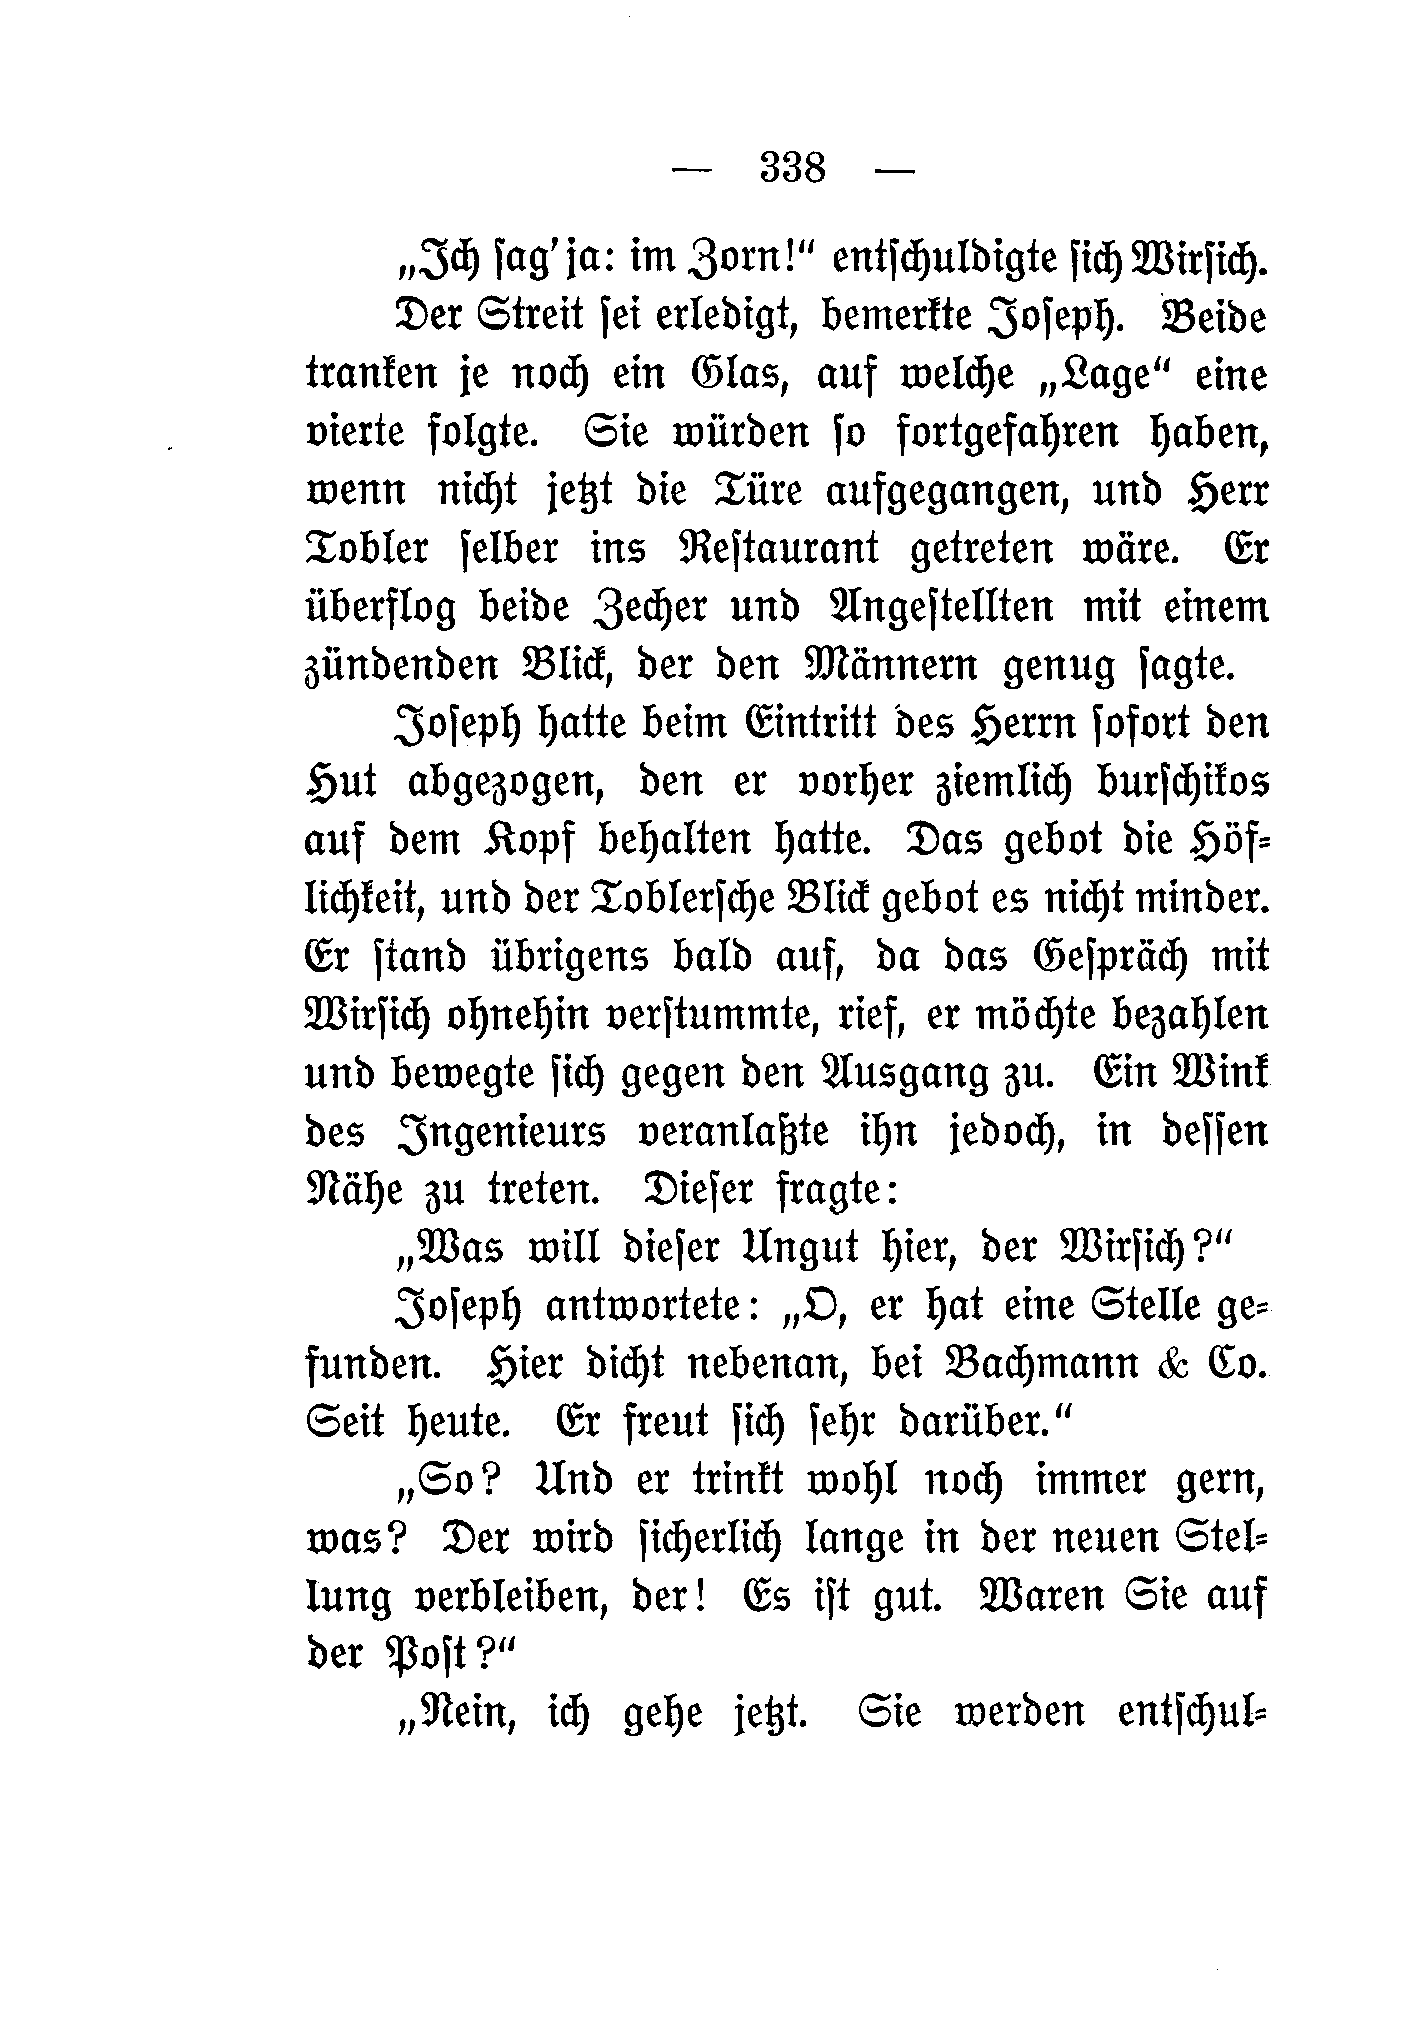 — 338 —
„Ich ſag' ja: im Zorn!“ entſchuldigte ſich Wirſich.
Der Streit ſei erledigt, bemerkte Joſeph. Beide
tranken je noch ein Glas, auf welche „Lage“ eine
vierte folgte. Sie würden ſo fortgefahren haben,
wenn nicht jetzt die Türe aufgegangen, und Herr
Tobler ſelber ins Reſtaurant getreten wäre. Er
überflog beide Zecher und Angeſtellten mit einem
zündenden Blick, der den Männern genug ſagte.
Joſeph hatte beim Eintritt des Herrn ſofort den
Hut abgezogen, den er vorher ziemlich burſchikos
auf dem Kopf behalten hatte. Das gebot die Höf⸗
lichkeit, und der Toblerſche Blick gebot es nicht minder.
Er ſtand übrigens bald auf, da das Geſpräch mit
Wirſich ohnehin verſtummte, rief, er möchte bezahlen
und bewegte ſich gegen den Ausgang zu. Ein Wink
des Ingenieurs veranlaßte ihn jedoch, in deſſen
Nähe zu treten. Dieſer fragte:
„Was will dieſer Ungut hier, der Wirſich?“
Joſeph antwortete: „O, er hat eine Stelle ge⸗
funden. Hier dicht nebenan, bei Bachmann & Co.
Seit heute. Er freut ſich ſehr darüber.“
„So? Und er trinkt wohl noch immer gern,
was? Der wird ſicherlich lange in der neuen Stel⸗
lung verbleiben, der! Es iſt gut. Waren Sie auf
der Poſt?“
„Nein, ich gehe jetzt. Sie werden entſchul⸗